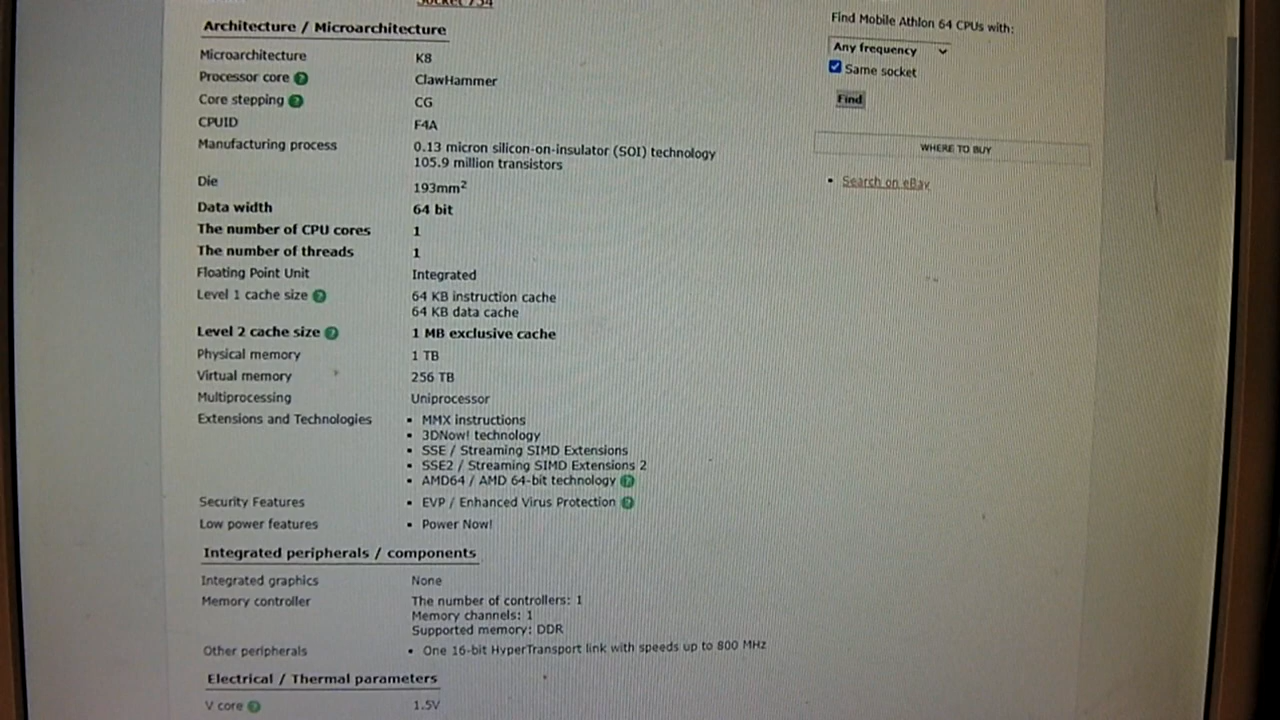 Socket 754
Architecture / Microarchitecture
Microarchitecture K8
Processor core ? ClawHammer
Core stepping ? CG
CPUID F4A
Manufacturing process 0.13 micron silicon-on-insulator (SOI) technology
105.9 million transistors
Die 193mm²
Data width 64 bit
The number of CPU cores 1
The number of threads 1
Floating Point Unit Integrated
Level 1 cache size ? 64 KB instruction cache
64 KB data cache
Level 2 cache size ? 1 MB exclusive cache
Physical memory 1 TB
Virtual memory 256 TB
Multiprocessing Uniprocessor
Extensions and Technologies ▪ MMX instructions
▪ 3DNow! technology
▪ SSE / Streaming SIMD Extensions
▪ SSE2 / Streaming SIMD Extensions 2
▪ AMD64 / AMD 64-bit technology ?
Security Features ▪ EVP / Enhanced Virus Protection ?
Low power features ▪ Power Now!
Integrated peripherals / components
Integrated graphics None
Memory controller The number of controllers: 1
Memory channels: 1
Supported memory: DDR
Other peripherals ▪ One 16-bit HyperTransport link with speeds up to 800 MHz
Electrical / Thermal parameters
V core ? 1.5V
Find Mobile Athlon 64 CPUs with:
Any frequency
Same socket
Find
WHERE TO BUY
▪ Search on eBay